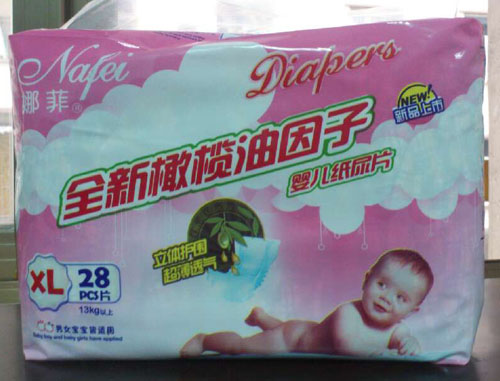 Nafei
娜菲®
Diapers
NEW
新品上市
全新橄榄油因子
婴儿纸尿片
立体护围
超薄透气
XL 28
PCS片
13kg以上
男女宝宝皆适用
Baby boy and baby girls have applied